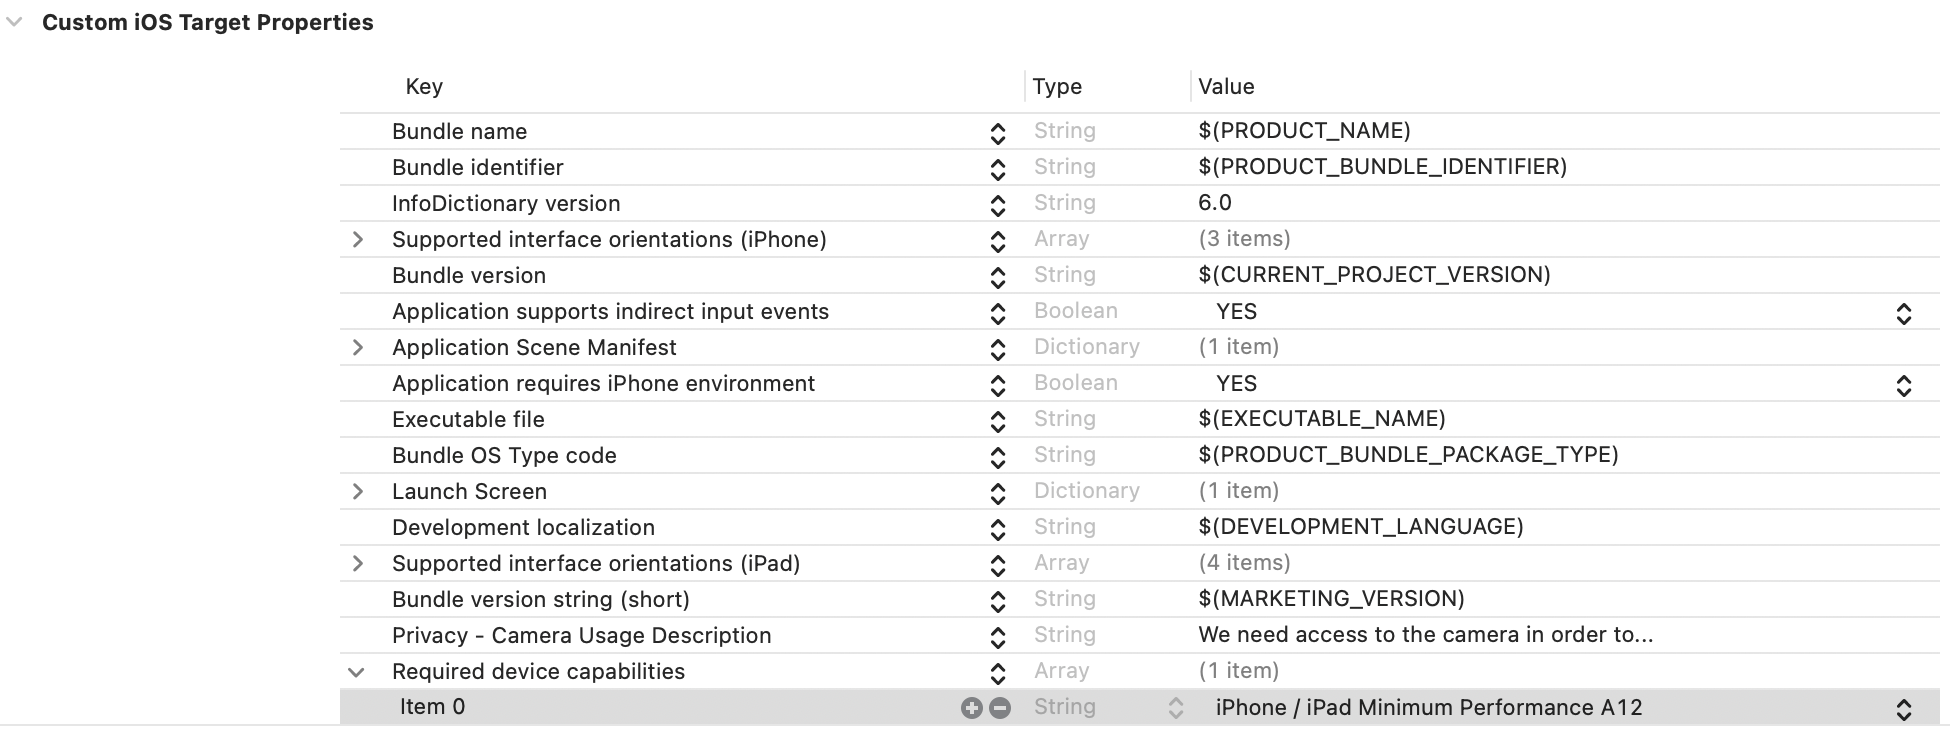 Custom iOS Target Properties
Key Type Value
Bundle name String $(PRODUCT_NAME)
Bundle identifier String $(PRODUCT_BUNDLE_IDENTIFIER)
InfoDictionary version String 6.0
Supported interface orientations (iPhone) Array (3 items)
Bundle version String $(CURRENT_PROJECT_VERSION)
Application supports indirect input events Boolean YES
Application Scene Manifest Dictionary (1 item)
Application requires iPhone environment Boolean YES
Executable file String $(EXECUTABLE_NAME)
Bundle OS Type code String $(PRODUCT_BUNDLE_PACKAGE_TYPE)
Launch Screen Dictionary (1 item)
Development localization String $(DEVELOPMENT_LANGUAGE)
Supported interface orientations (iPad) Array (4 items)
Bundle version string (short) String $(MARKETING_VERSION)
Privacy - Camera Usage Description String We need access to the camera in order to...
Required device capabilities Array (1 item)
Item 0 String iPhone / iPad Minimum Performance A12